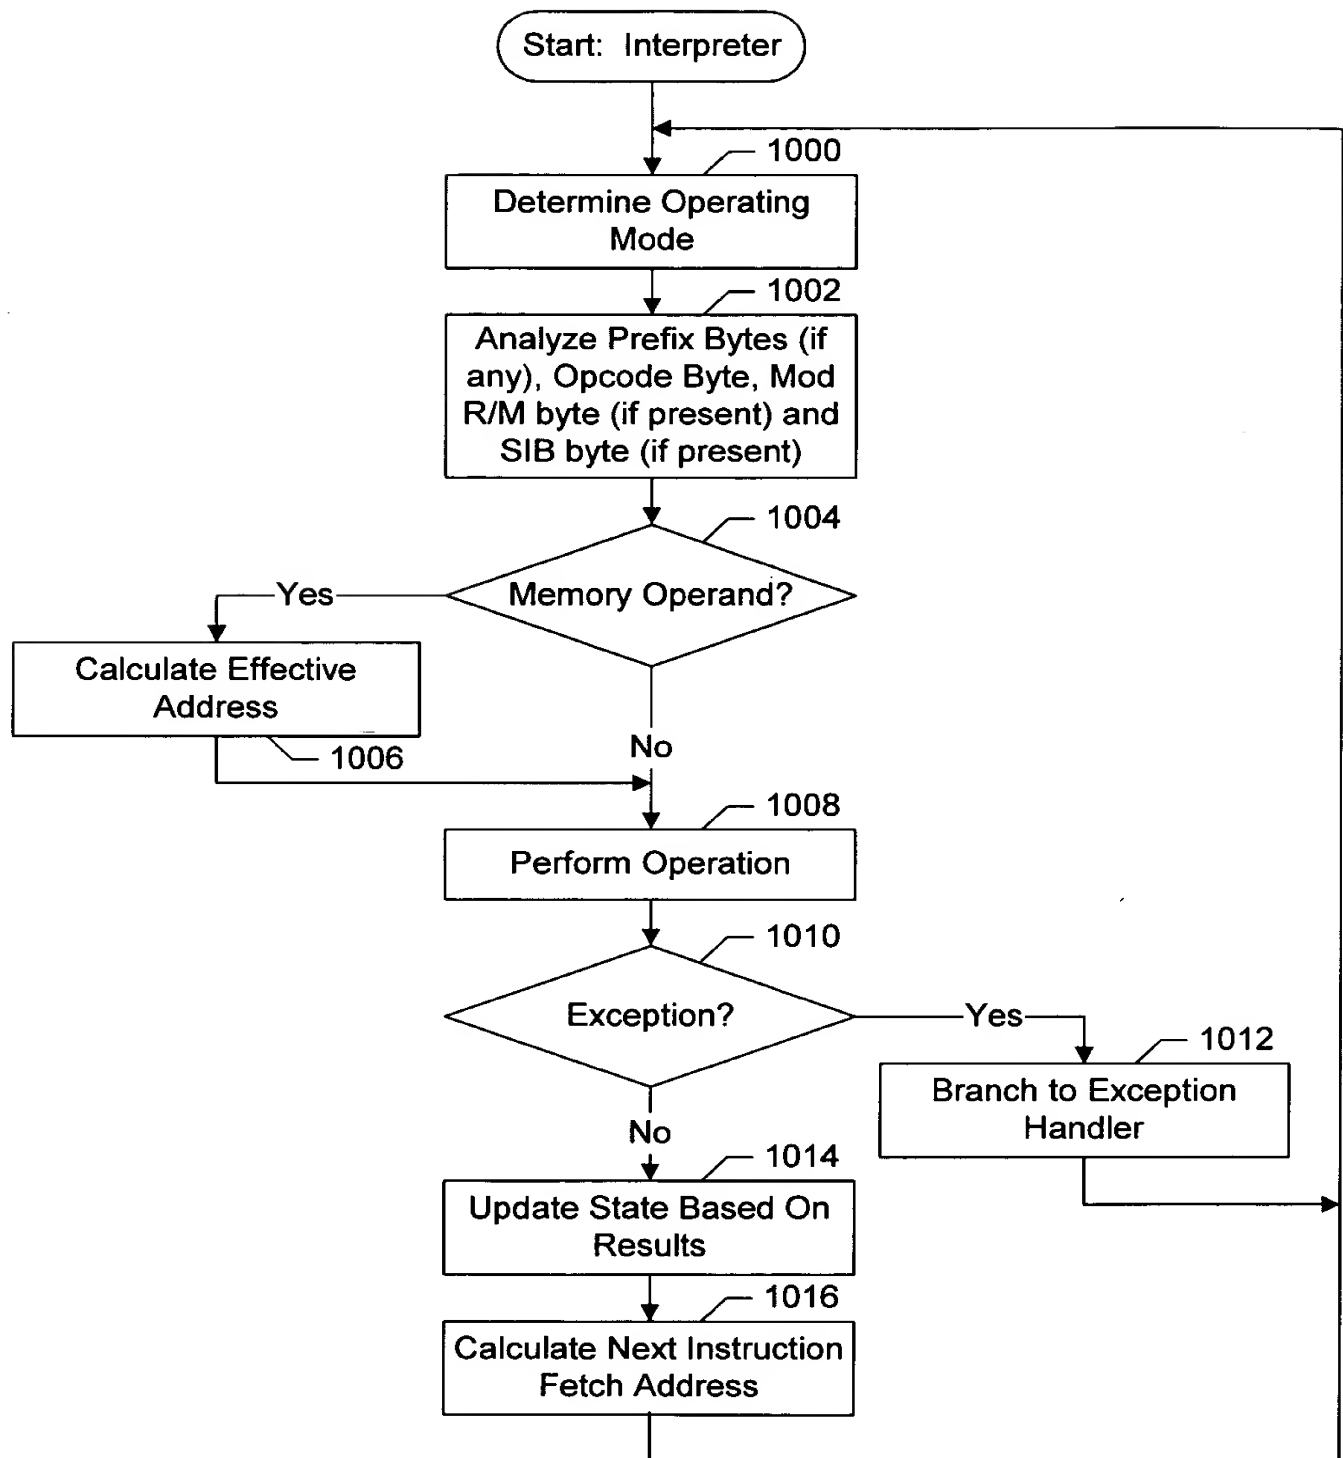 Start: Interpreter
1000
Determine Operating
Mode
1002
Analyze Prefix Bytes (if
any), Opcode Byte, Mod
R/M byte (if present) and
SIB byte (if present)
1004
Memory Operand?
Yes
Calculate Effective
Address
1006
No
1008
Perform Operation
1010
Exception?
Yes
1012
Branch to Exception
Handler
No
1014
Update State Based On
Results
1016
Calculate Next Instruction
Fetch Address